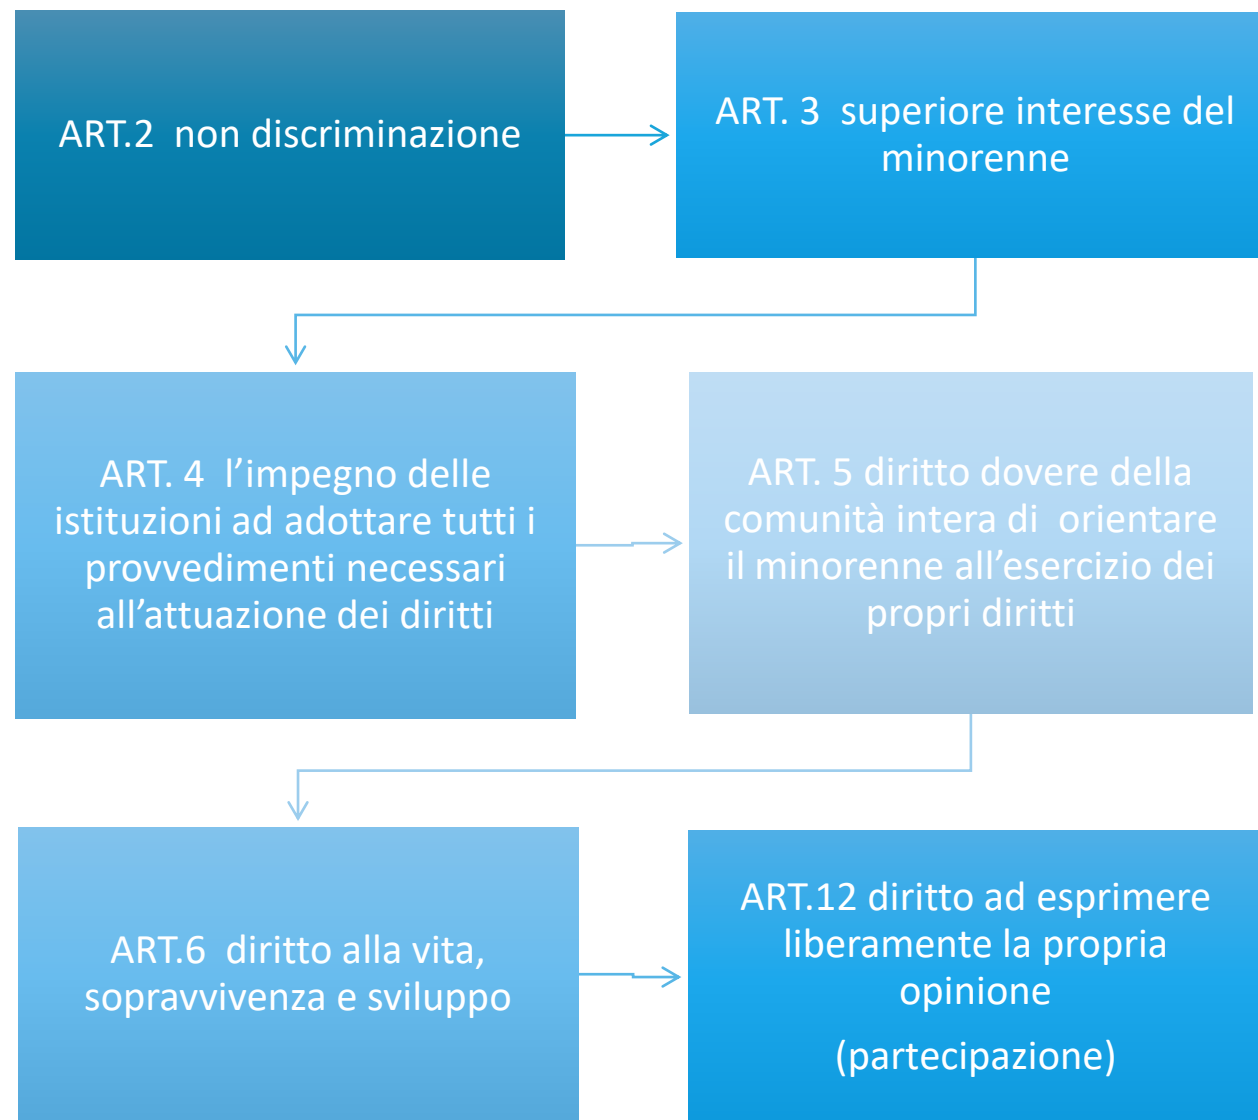 ART.2  non discriminazione
ART. 3  superiore interesse del
minorenne
ART. 4  l’impegno delle
istituzioni ad adottare tutti i
provvedimenti necessari
all’attuazione dei diritti
ART. 5 diritto dovere della
comunità intera di  orientare
il minorenne all’esercizio dei
propri diritti
ART.6  diritto alla vita,
sopravvivenza e sviluppo
ART.12 diritto ad esprimere
liberamente la propria
opinione
(partecipazione)